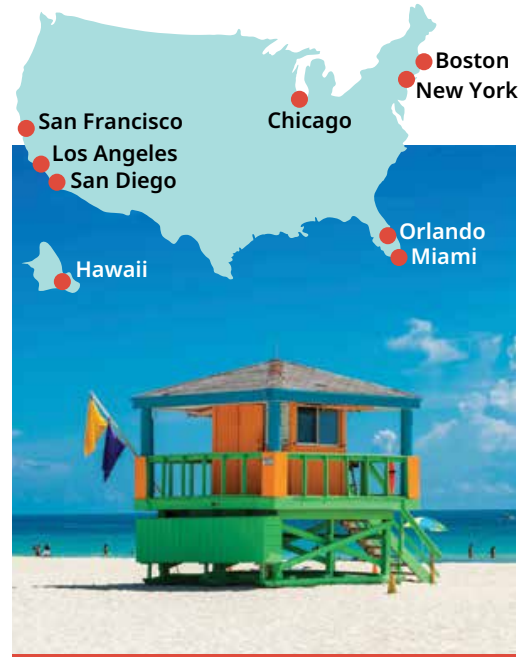 Boston
New York
Chicago
San Francisco
Los Angeles
San Diego
Orlando
Miami
Hawaii